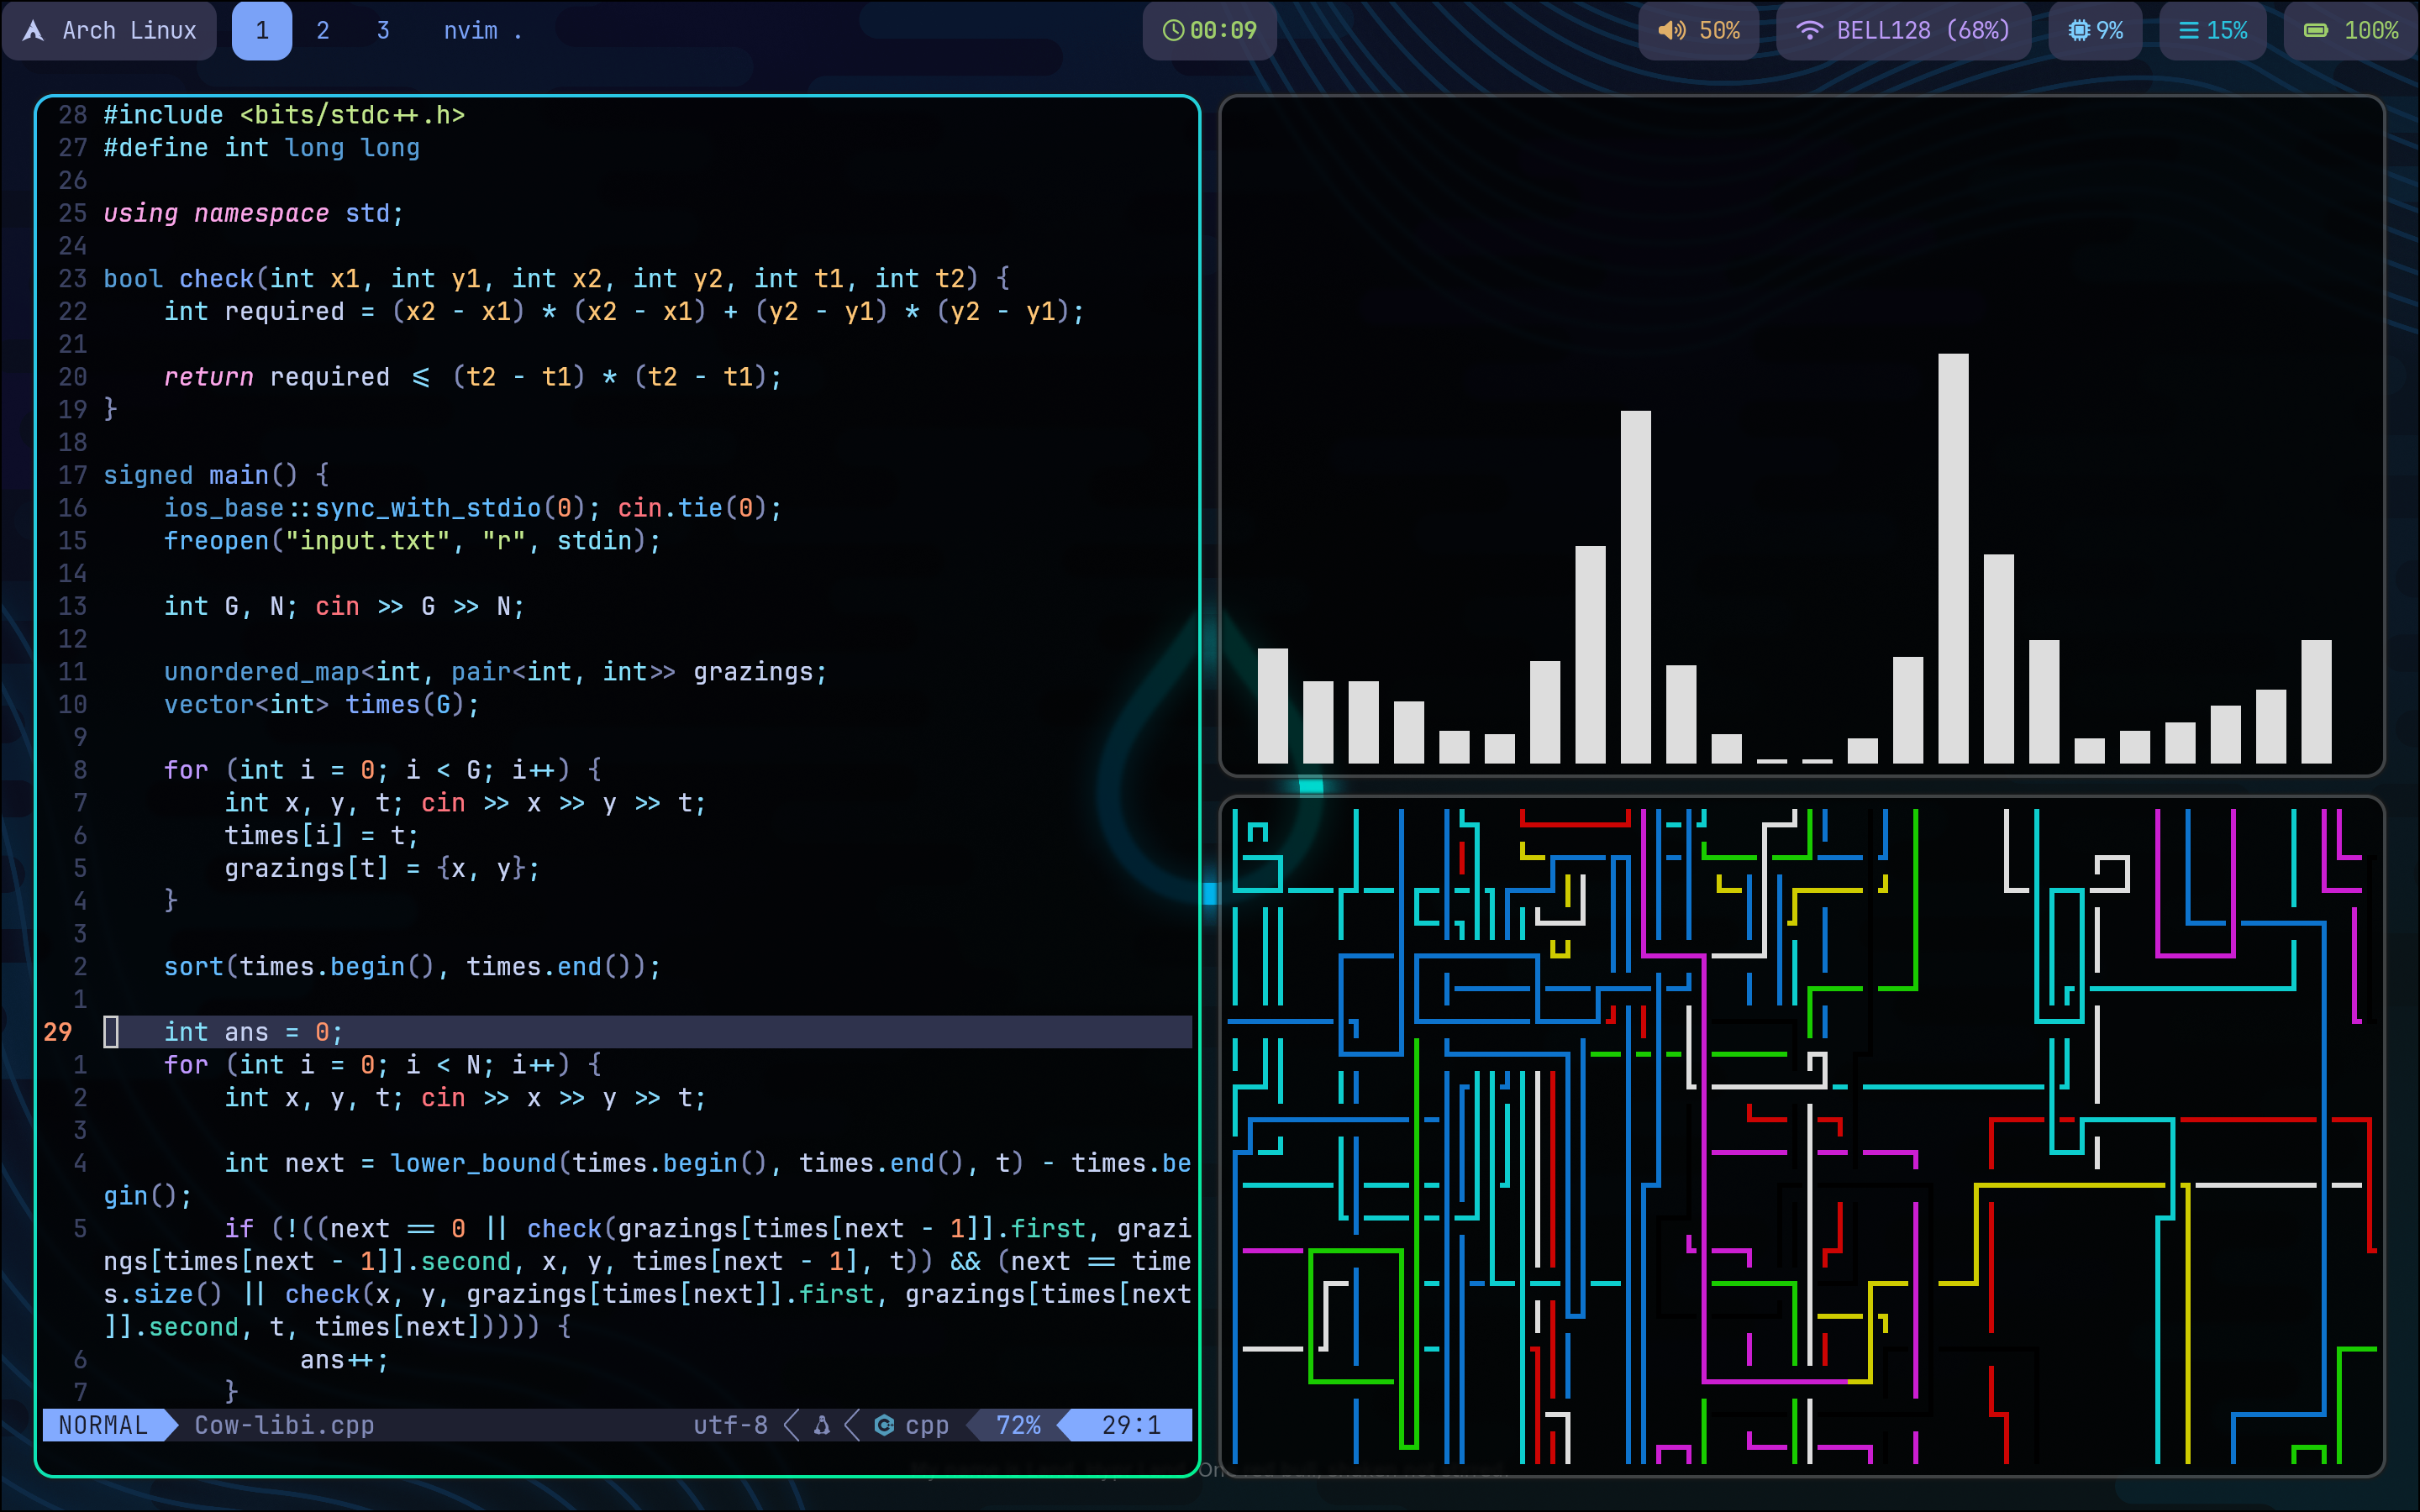 Arch Linux 1 2 3 nvim . 00:09 50% BELL128 (68%) 9% 15% 100%
28 #include <bits/stdc++.h>
27 #define int long long
26
25 using namespace std;
24
23 bool check(int x1, int y1, int x2, int y2, int t1, int t2) {
22     int required = (x2 - x1) * (x2 - x1) + (y2 - y1) * (y2 - y1);
21
20     return required <= (t2 - t1) * (t2 - t1);
19 }
18
17 signed main() {
16     ios_base::sync_with_stdio(0); cin.tie(0);
15     freopen("input.txt", "r", stdin);
14
13     int G, N; cin >> G >> N;
12
11     unordered_map<int, pair<int, int>> grazings;
10     vector<int> times(G);
9
8     for (int i = 0; i < G; i++) {
7         int x, y, t; cin >> x >> y >> t;
6         times[i] = t;
5         grazings[t] = {x, y};
4     }
3
2     sort(times.begin(), times.end());
1
29     int ans = 0;
1     for (int i = 0; i < N; i++) {
2         int x, y, t; cin >> x >> y >> t;
3
4         int next = lower_bound(times.begin(), times.end(), t) - times.be
gin();
5         if (!((next == 0 || check(grazings[times[next - 1]].first, grazi
ngs[times[next - 1]].second, x, y, times[next - 1], t)) && (next == time
s.size() || check(x, y, grazings[times[next]].first, grazings[times[next
]].second, t, times[next])))) {
6             ans++;
7         }
NORMAL Cow-libi.cpp utf-8 cpp 72% 29:1